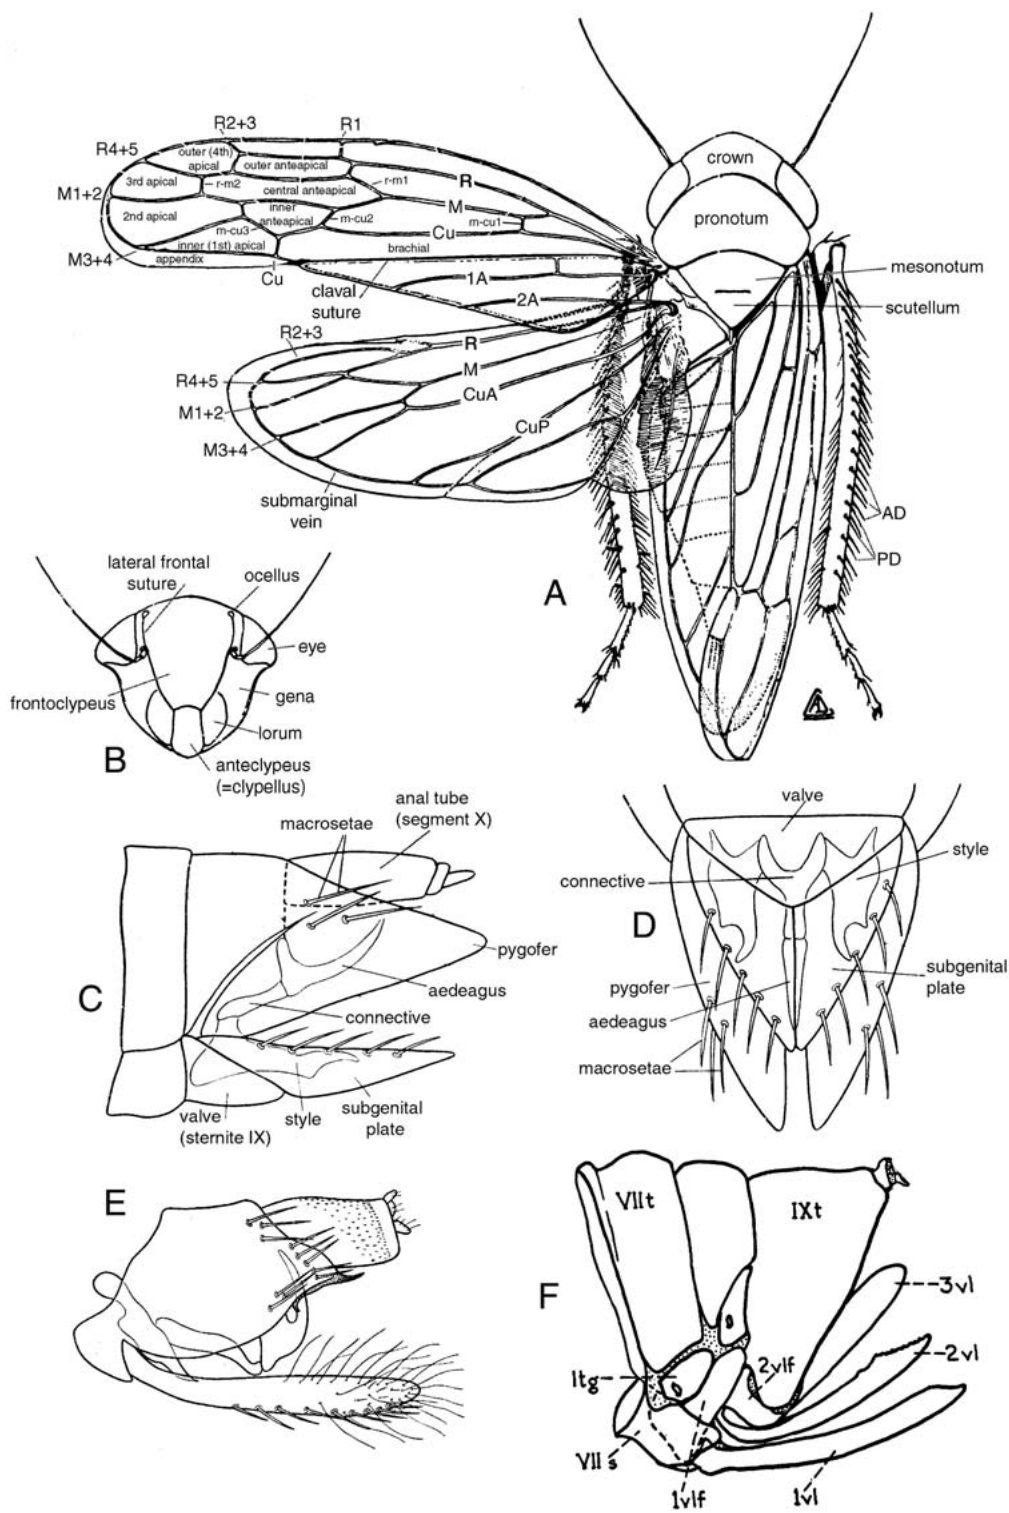 R2+3
R1
R4+5
outer (4th)
apical
outer anteapical
3rd apical
r-m2
central anteapical
r-m1
R
M1+2
inner
anteapical
M
2nd apical
m-cu2
m-cu1
m-cu3
Cu
inner (1st) apical
brachial
M3+4
appendix
Cu
1A
claval
suture
2A
R2+3
R
M
R4+5
CuA
M1+2
CuP
M3+4
submarginal
vein
crown
pronotum
mesonotum
scutellum
AD
PD
A
lateral frontal
suture
ocellus
eye
frontoclypeus
gena
lorum
B
anteclypeus
(=clypellus)
anal tube
(segment X)
macrosetae
pygofer
C
aedeagus
connective
valve
(sternite IX)
style
subgenital
plate
valve
style
connective
D
pygofer
subgenital
plate
aedeagus
macrosetae
E
VIIt
IXt
F
3vl
2vl
2vlf
ltg
VII s
1vlf
1vl